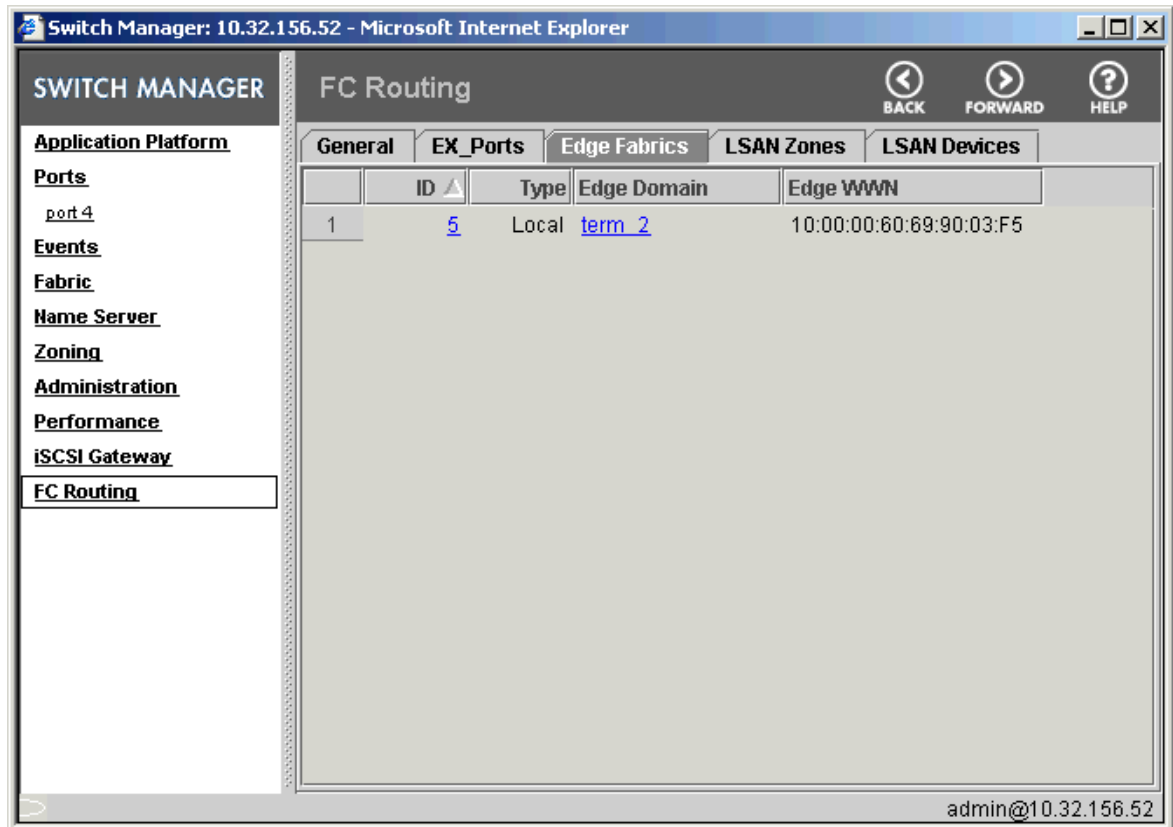 Switch Manager: 10.32.156.52 - Microsoft Internet Explorer
SWITCH MANAGER
FC Routing
BACK
FORWARD
HELP
Application Platform
Ports
port 4
Events
Fabric
Name Server
Zoning
Administration
Performance
iSCSI Gateway
FC Routing
General EX_Ports Edge Fabrics LSAN Zones LSAN Devices
ID Type Edge Domain Edge WWN
1 5 Local term_2 10:00:00:60:69:90:03:F5
admin@10.32.156.52